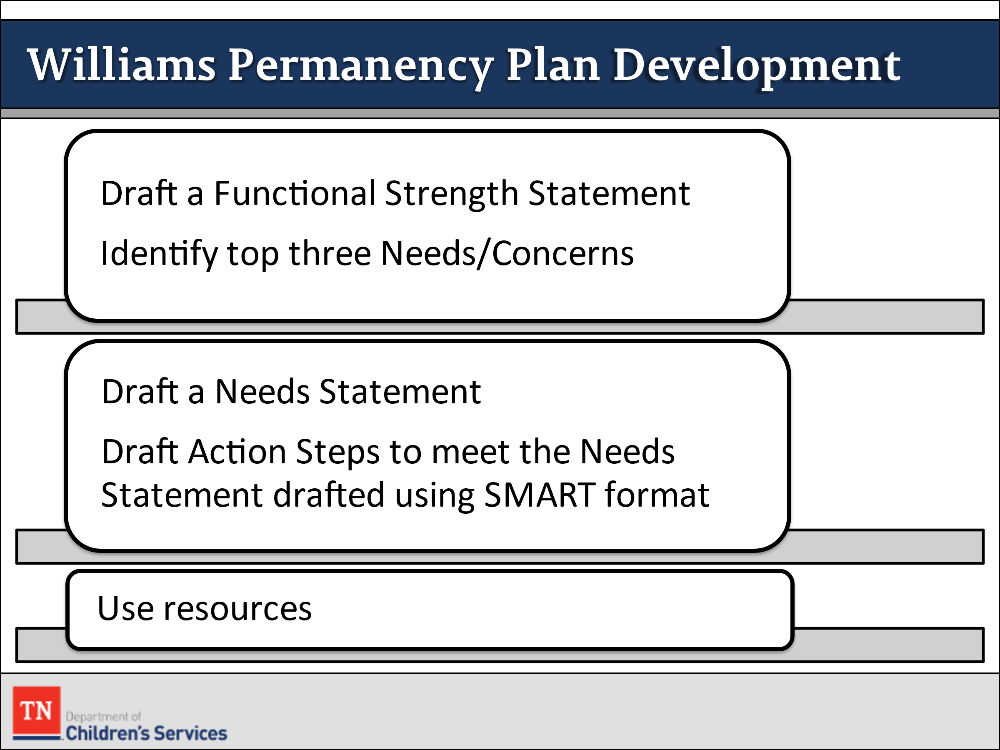 Williams Permanency Plan Development
Draft a Functional Strength Statement
Identify top three Needs/Concerns
Draft a Needs Statement
Draft Action Steps to meet the Needs
Statement drafted using SMART format
Use resources
TN
Department of
Children's Services